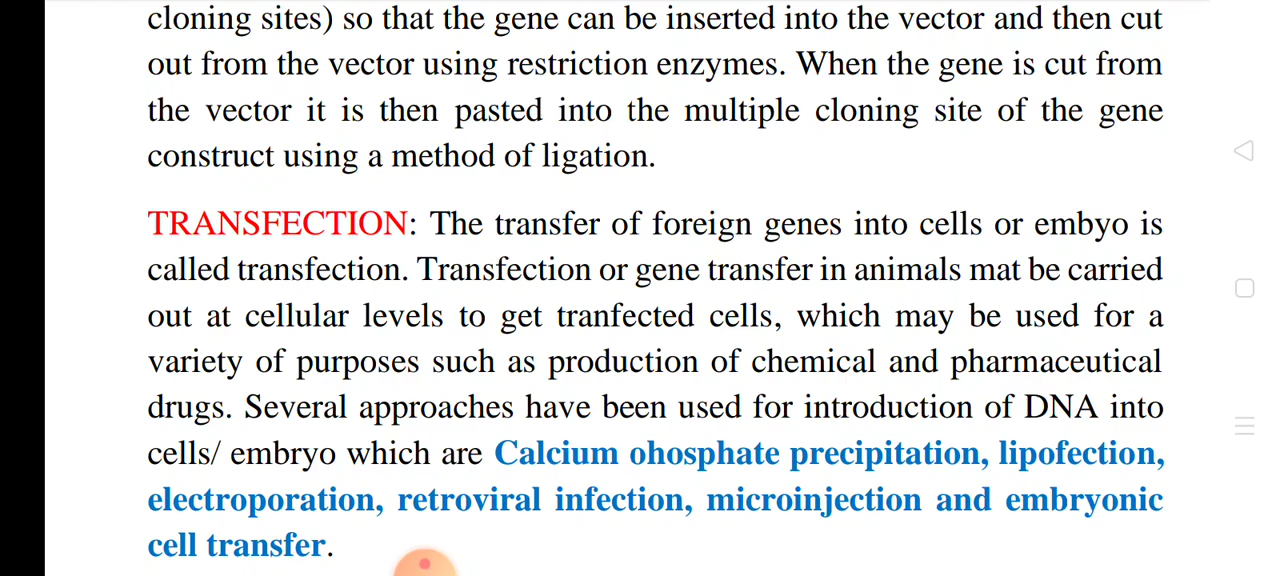 cloning sites) so that the gene can be inserted into the vector and then cut
out from the vector using restriction enzymes. When the gene is cut from
the vector it is then pasted into the multiple cloning site of the gene
construct using a method of ligation.
TRANSFECTION: The transfer of foreign genes into cells or embyo is
called transfection. Transfection or gene transfer in animals mat be carried
out at cellular levels to get tranfected cells, which may be used for a
variety of purposes such as production of chemical and pharmaceutical
drugs. Several approaches have been used for introduction of DNA into
cells/ embryo which are Calcium ohosphate precipitation, lipofection,
electroporation, retroviral infection, microinjection and embryonic
cell transfer.